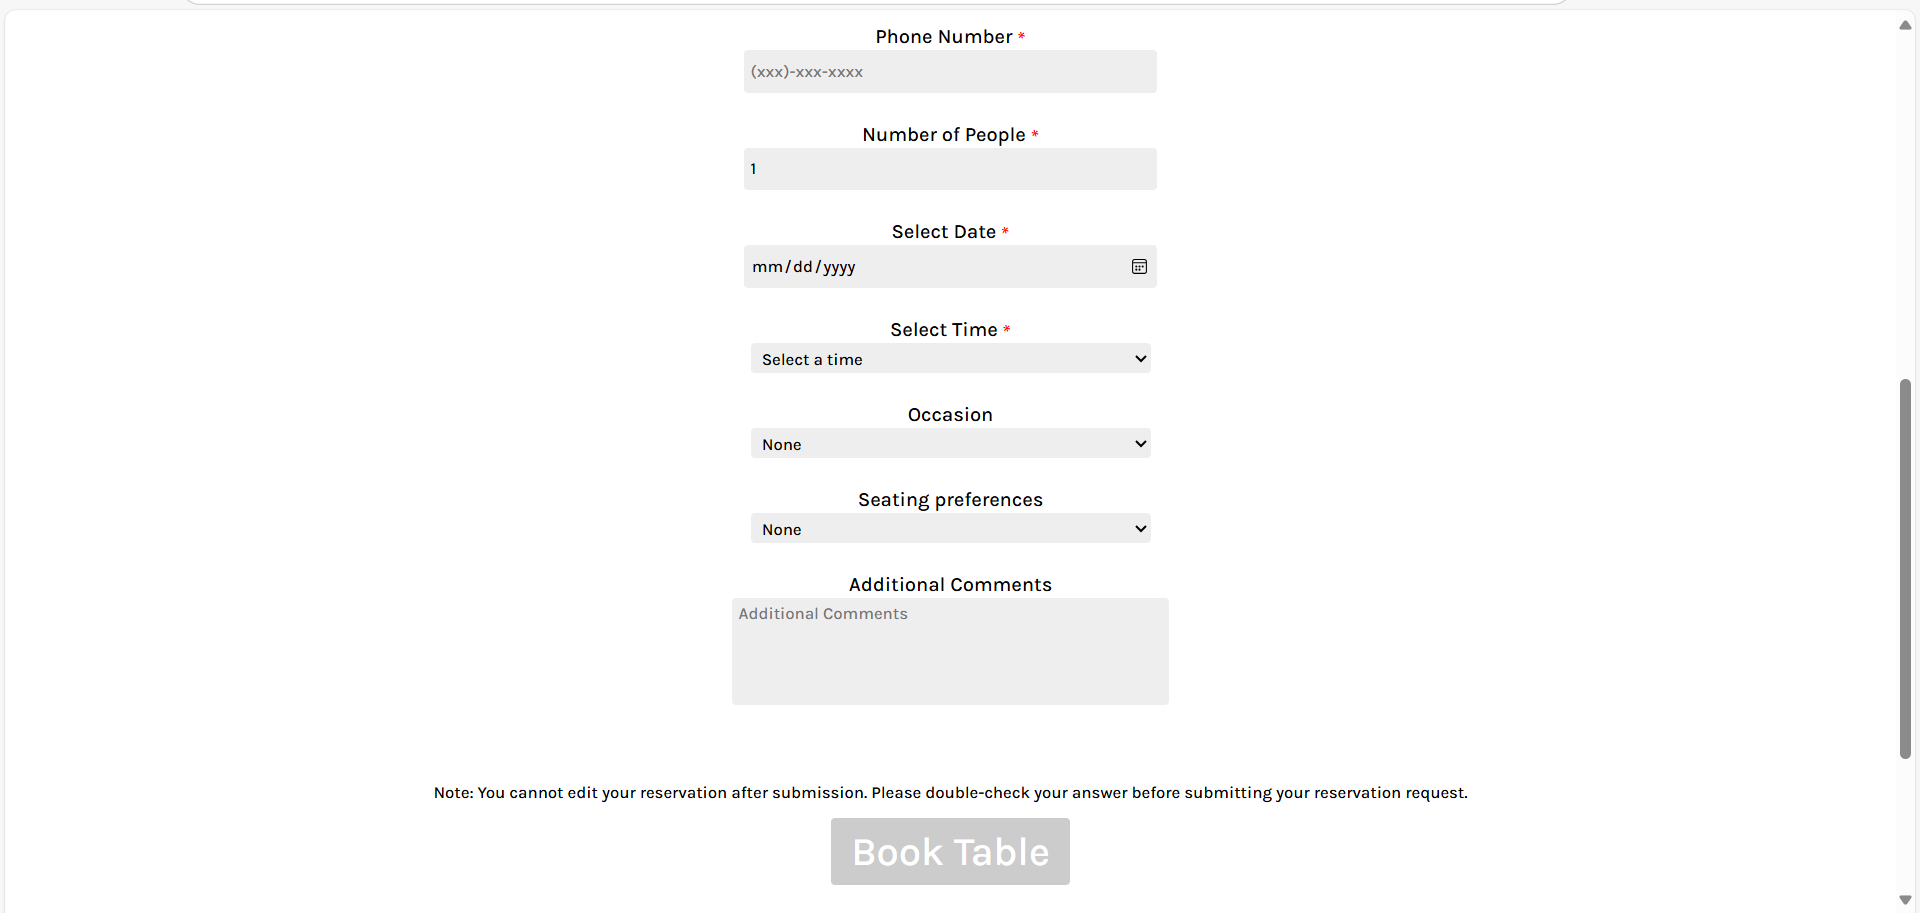 Phone Number *
(xxx)-xxx-xxxx
Number of People *
1
Select Date *
mm/dd/yyyy
Select Time *
Select a time
Occasion
None
Seating preferences
None
Additional Comments
Additional Comments
Note: You cannot edit your reservation after submission. Please double-check your answer before submitting your reservation request.
Book Table